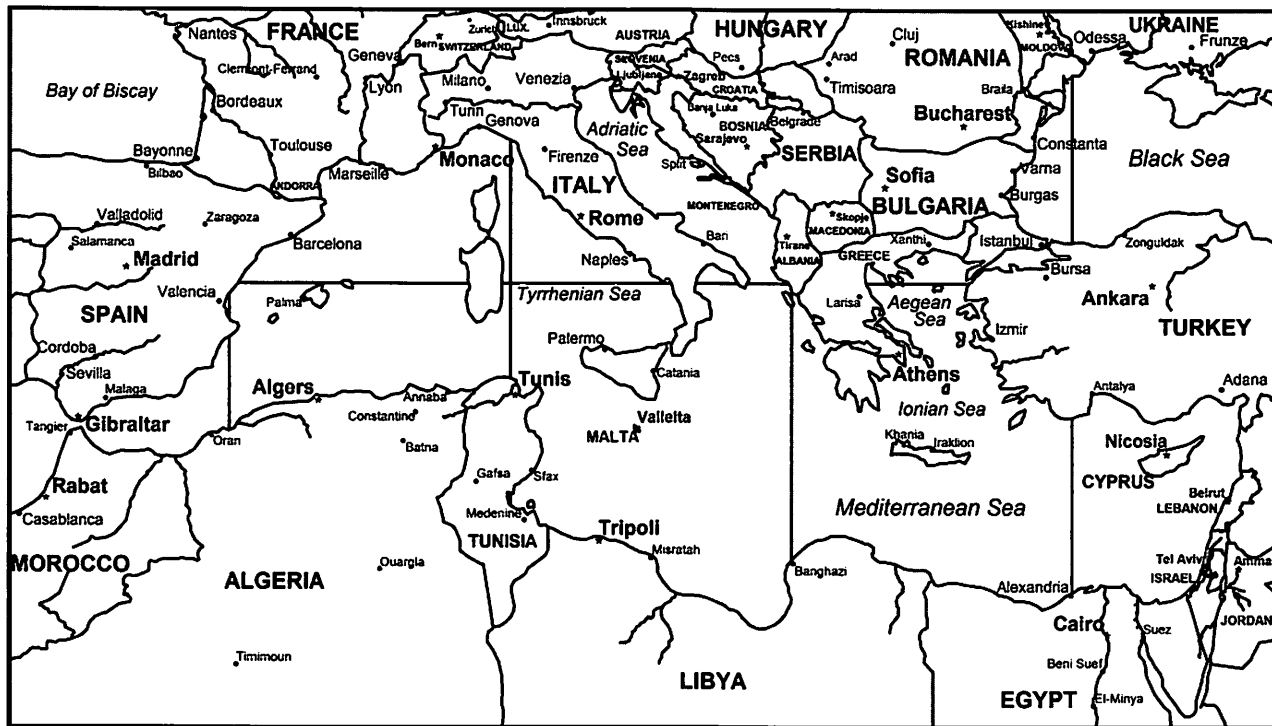 Nantes
FRANCE
Zurich
LUX.
Innsbruck
HUNGARY
Kishine
UKRAINE
Bern
SWITZERLAND
AUSTRIA
Cluj
MOLDOVO
Odessa
Frunze
Geneva
Clermont-Ferrand
SLOVENIA
Pecs
Arad
ROMANIA
Bay of Biscay
Lyon
Milano
Venezia
Ljubljana
Zagreb
Timisoara
CROATIA
Braila
Bordeaux
Turin
Genova
Banja Luka
BOSNIA
Belgrade
Bucharest
Adriatic
Sea
Sarajevo
Constanta
Bayonne
Toulouse
Monaco
Firenze
SERBIA
Black Sea
Bilbao
Marseille
Split
Varna
ANDORRA
ITALY
Sofia
Burgas
Valladolid
Zaragoza
Rome
MONTENEGRO
BULGARIA
Skopje
MACEDONIA
Salamanca
Barcelona
Bari
Tirane
ALBANIA
Xanthi
Istanbul
Zonguldak
Madrid
Naples
GREECE
Bursa
Valencia
Palma
Tyrrhenian Sea
Larisa
Aegean
Sea
Ankara
SPAIN
Izmir
TURKEY
Cordoba
Palermo
Sevilla
Catania
Athens
Malaga
Algers
Annaba
Tunis
Antalya
Adana
Constantino
Ionian Sea
Tangier
Gibraltar
Oran
Batna
Valletta
MALTA
Khania
Iraklion
Nicosia
Rabat
Gafsa
Sfax
CYPRUS
Casablanca
Medenine
Mediterranean Sea
Beirut
LEBANON
Tripoli
TUNISIA
Misratah
MOROCCO
ALGERIA
Ouargla
Banghazi
Tel Aviv
Amma
ISRAEL
Alexandria
Cairo
Suez
JORDAN
Timimoun
LIBYA
Beni Suef
EGYPT
El-Minya